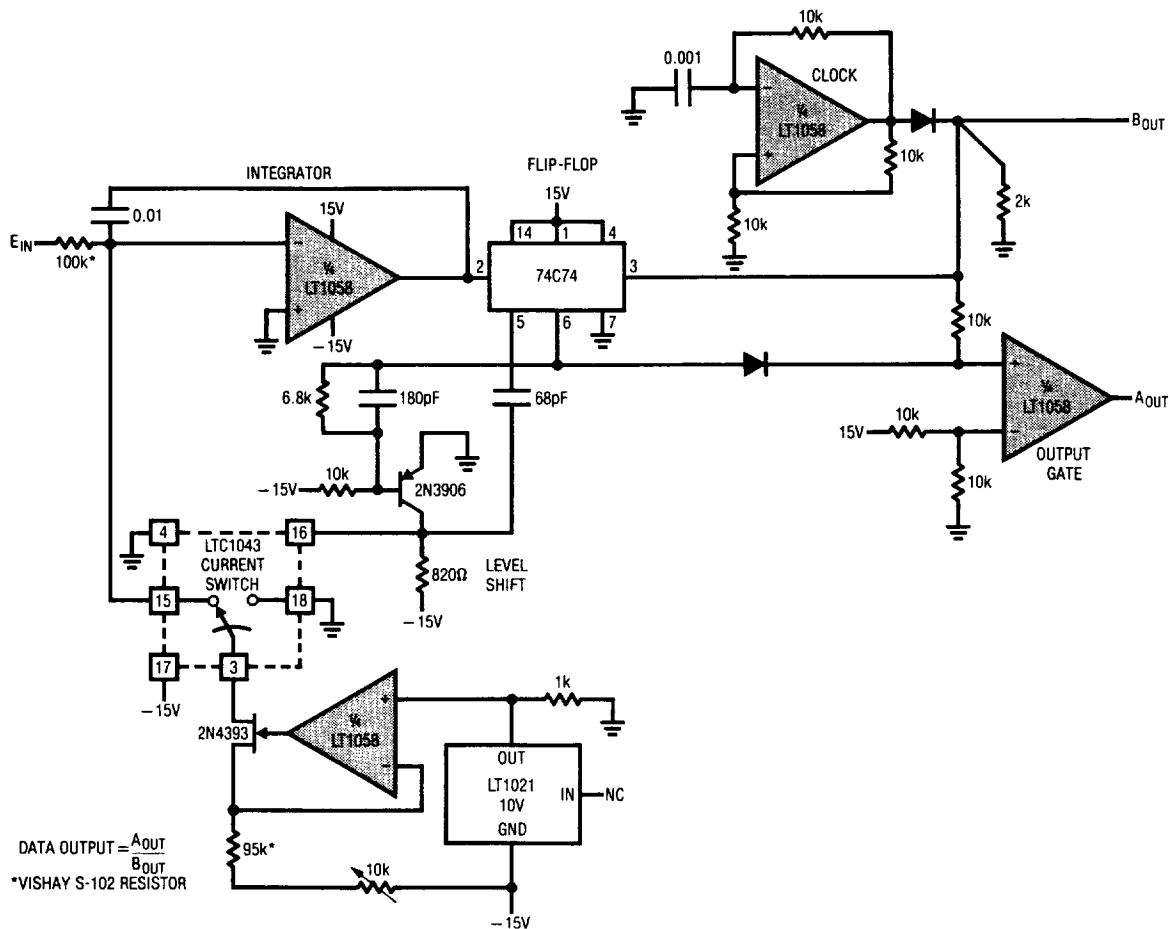 10k
0.001
CLOCK
−
¼
LT1058
+
10k
10k
BOUT
2k
INTEGRATOR
0.01
EIN
100k*
15V
−
¼
LT1058
+
−15V
FLIP-FLOP
15V
14
1
4
2
74C74
3
5
6
7
10k
6.8k
180pF
68pF
+
¼
LT1058
−
AOUT
15V
10k
10k
OUTPUT
GATE
−15V
10k
2N3906
4
16
LTC1043
CURRENT
SWITCH
820Ω
LEVEL
SHIFT
−15V
15
18
17
3
−15V
2N4393
¼
LT1058
+
−
1k
OUT
LT1021
10V
IN
NC
GND
95k*
10k
−15V
DATA OUTPUT = AOUT
BOUT
*VISHAY S-102 RESISTOR